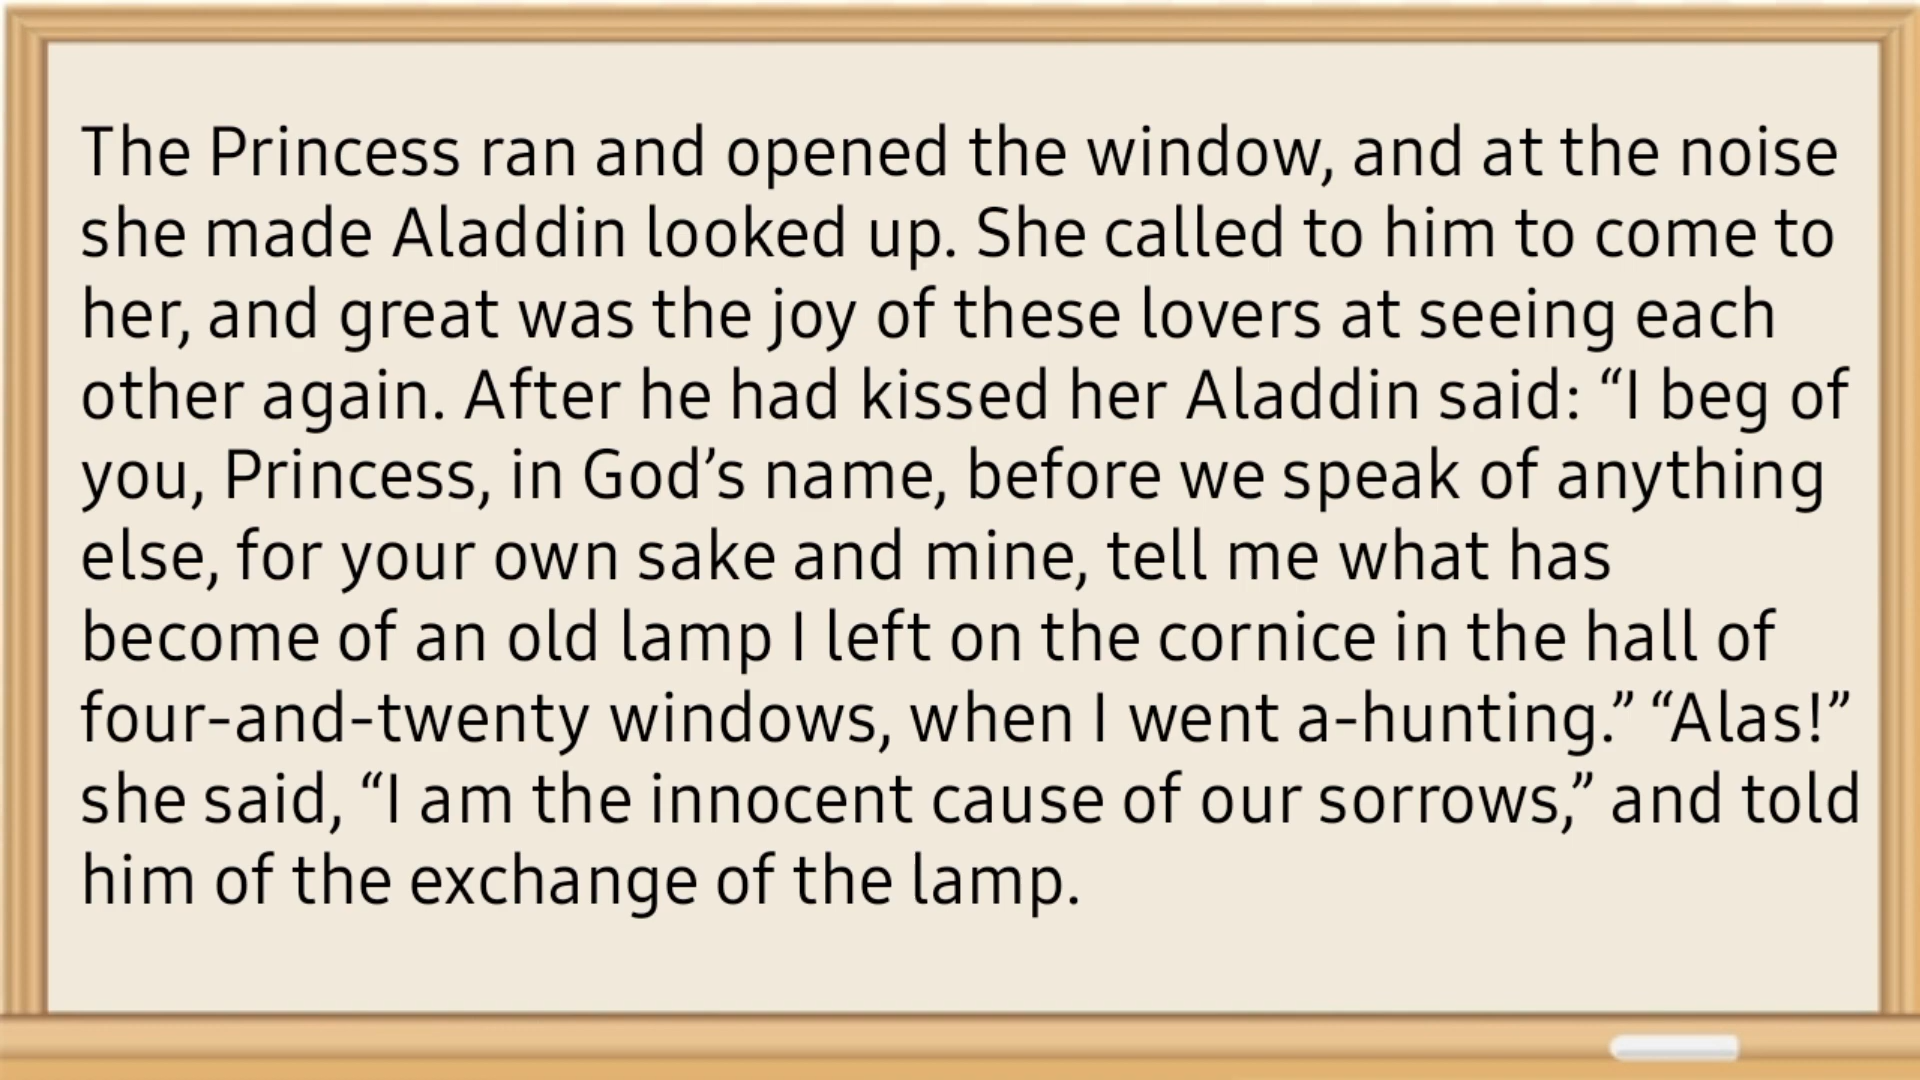 The Princess ran and opened the window, and at the noise
she made Aladdin looked up. She called to him to come to
her, and great was the joy of these lovers at seeing each
other again. After he had kissed her Aladdin said: “I beg of
you, Princess, in God’s name, before we speak of anything
else, for your own sake and mine, tell me what has
become of an old lamp I left on the cornice in the hall of
four-and-twenty windows, when I went a-hunting.” “Alas!”
she said, “I am the innocent cause of our sorrows,” and told
him of the exchange of the lamp.